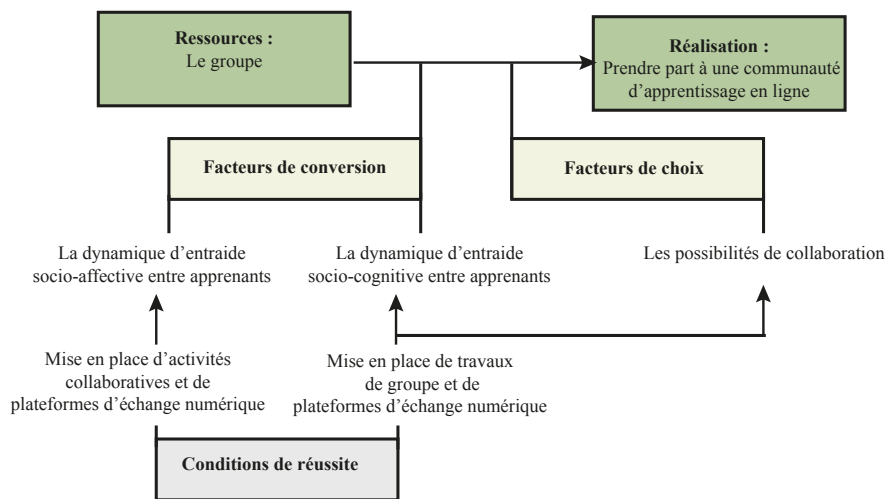 Ressources :
Le groupe
Réalisation :
Prendre part à une communauté
d’apprentissage en ligne
Facteurs de conversion
Facteurs de choix
La dynamique d’entraide
socio-affective entre apprenants
La dynamique d’entraide
socio-cognitive entre apprenants
Les possibilités de collaboration
Mise en place d’activités
collaboratives et de
plateformes d’échange numérique
Mise en place de travaux
de groupe et de
plateformes d’échange numérique
Conditions de réussite